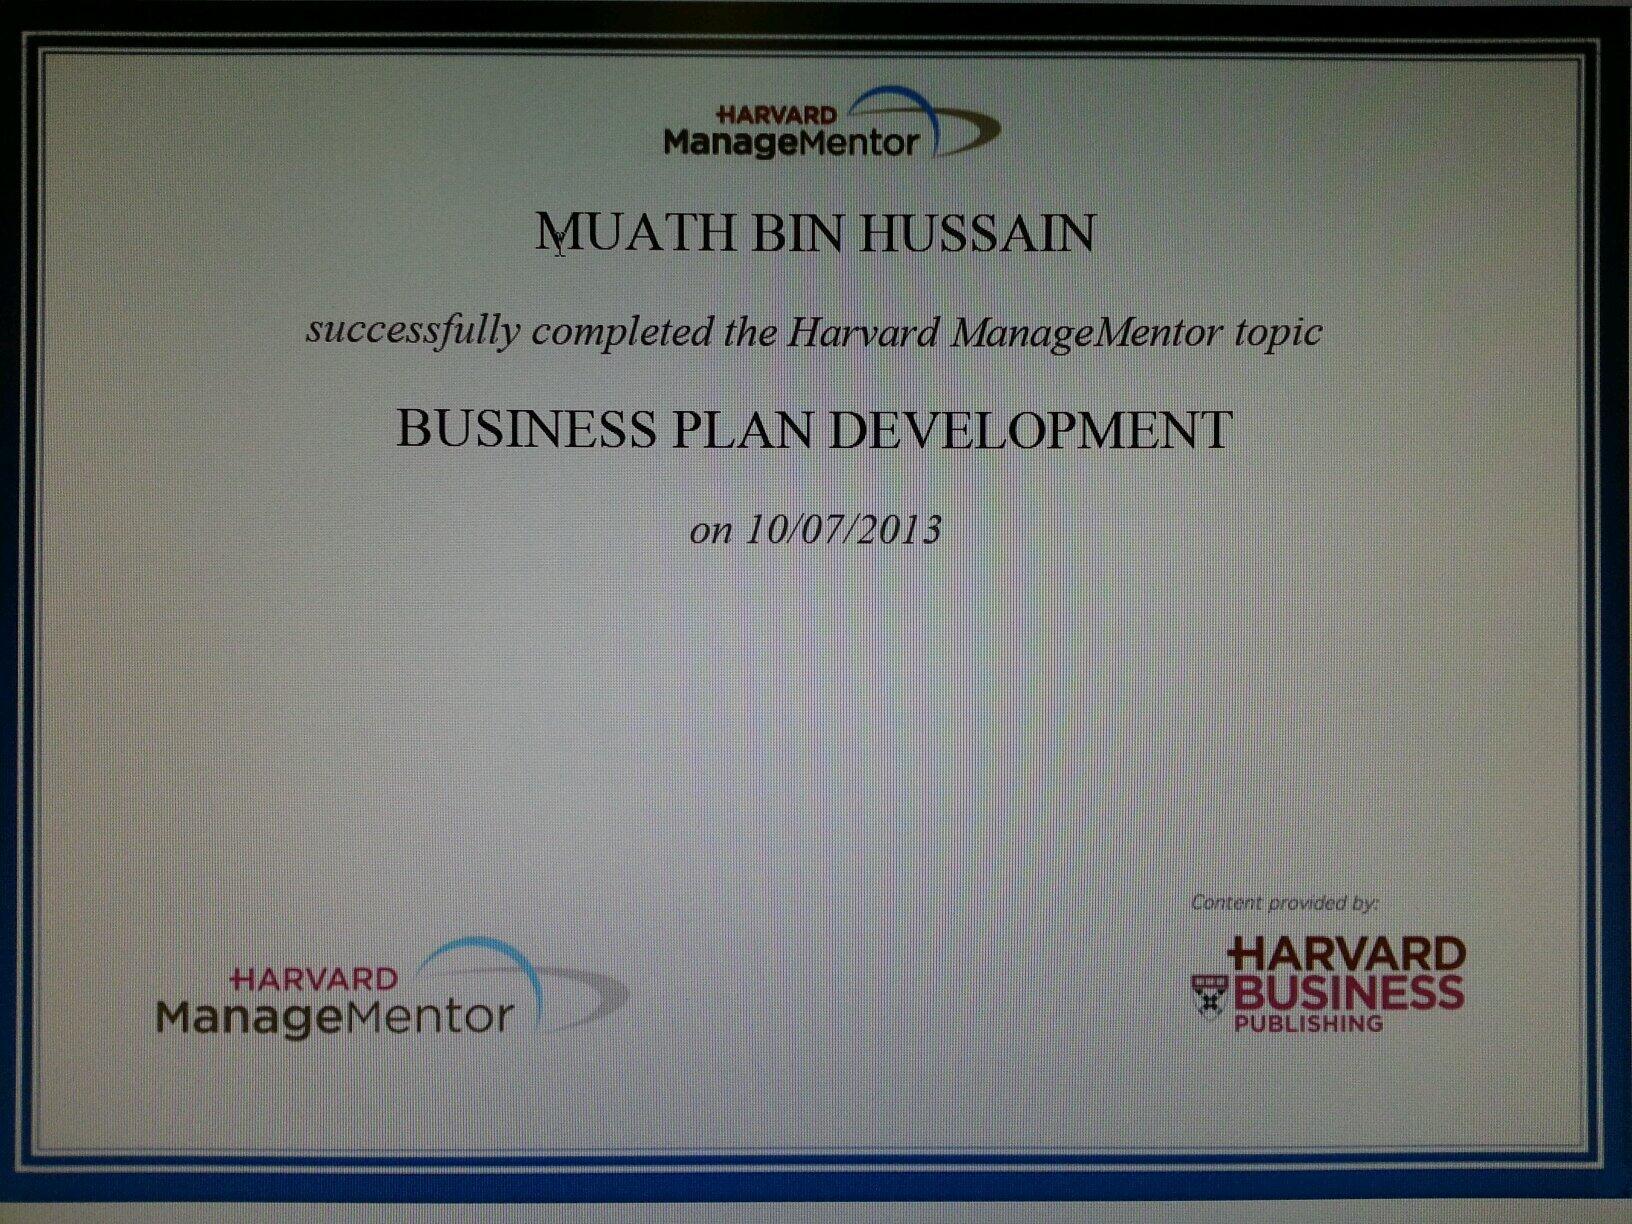 HARVARD
ManageMentor
MUATH BIN HUSSAIN
successfully completed the Harvard ManageMentor topic
BUSINESS PLAN DEVELOPMENT
on 10/07/2013
Content provided by:
HARVARD
ManageMentor
HARVARD
BUSINESS
PUBLISHING